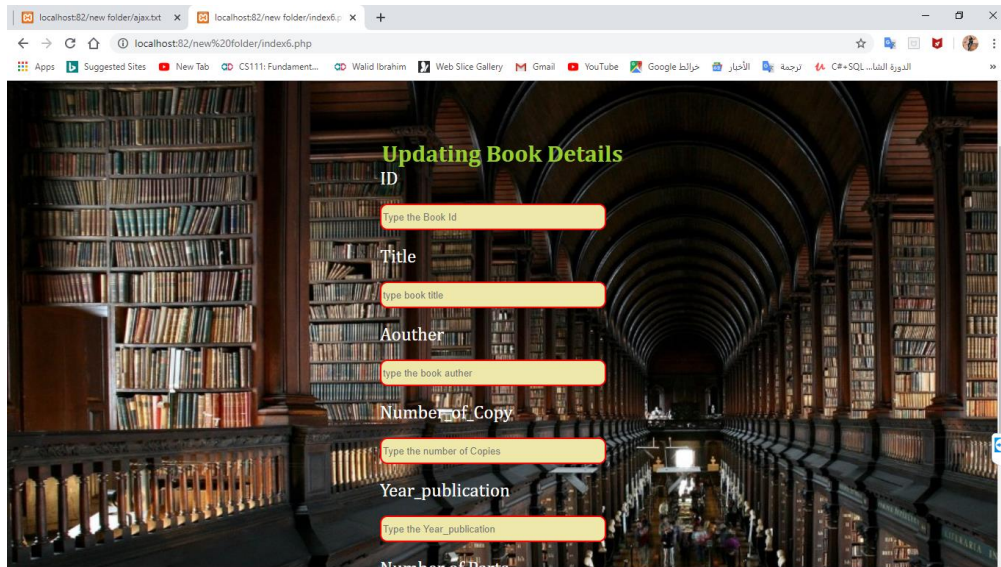 localhost:82/new folder/ajax.txt
localhost:82/new folder/index6.p
localhost:82/new%20folder/index6.php
Apps Suggested Sites New Tab CS111: Fundament... Walid Ibrahim Web Slice Gallery Gmail YouTube خرائط Google الأخبار ترجمة الدورة الشا...C#+SQL »
Updating Book Details
ID
Type the Book Id
Title
type book title
Aouther
type the book auther
Number_of_Copy
Type the number of Copies
Year_publication
Type the Year_publication
Number of Parts